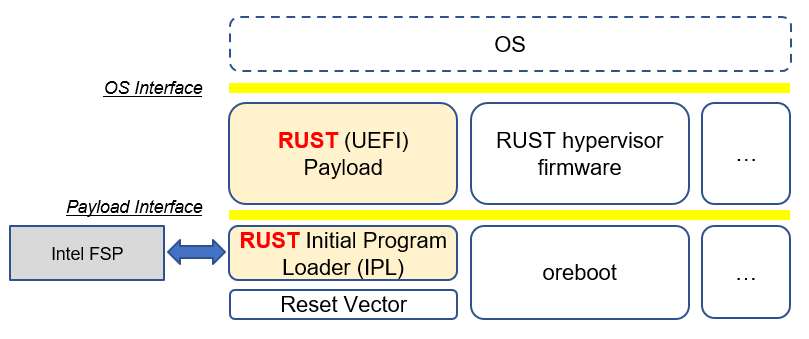 OS
OS Interface
RUST (UEFI)
Payload
RUST hypervisor
firmware
...
Payload Interface
Intel FSP
RUST Initial Program
Loader (IPL)
Reset Vector
oreboot
...